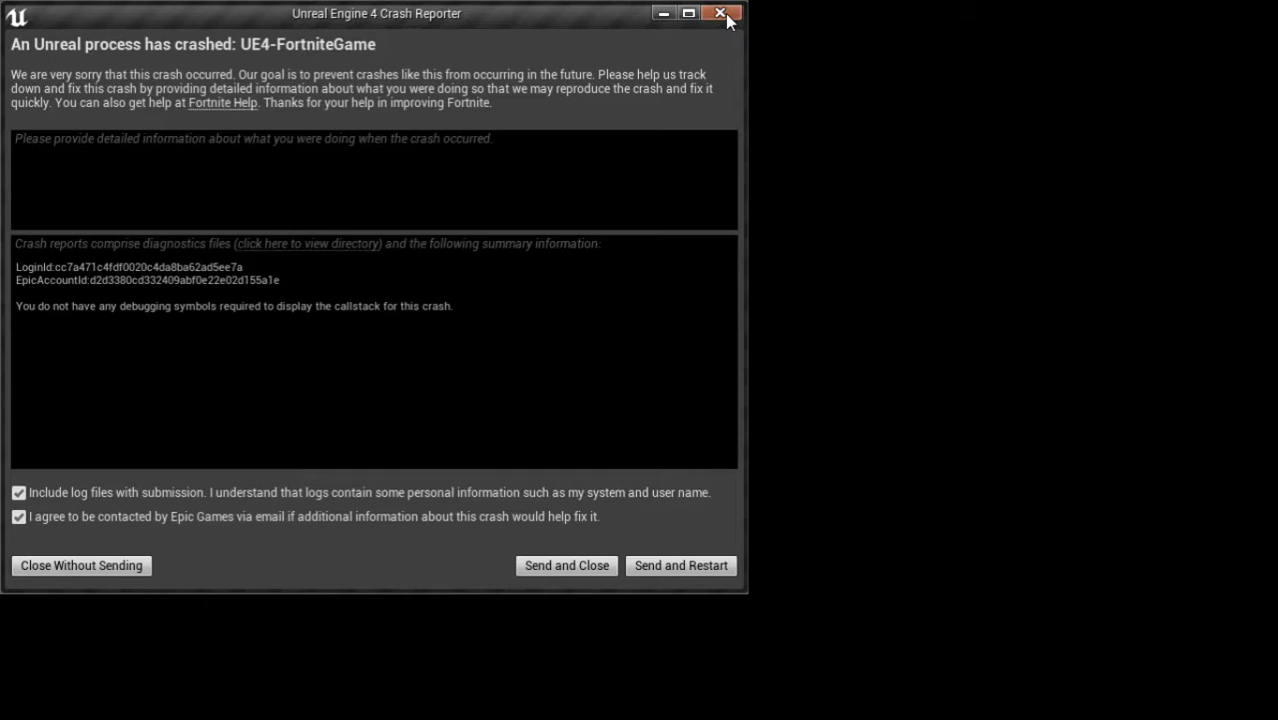 Unreal Engine 4 Crash Reporter
An Unreal process has crashed: UE4-FortniteGame
We are very sorry that this crash occurred. Our goal is to prevent crashes like this from occurring in the future. Please help us track
down and fix this crash by providing detailed information about what you were doing so that we may reproduce the crash and fix it
quickly. You can also get help at Fortnite Help. Thanks for your help in improving Fortnite.
Please provide detailed information about what you were doing when the crash occurred.
Crash reports comprise diagnostics files (click here to view directory) and the following summary information:
LoginId:cc7a471c4fdf0020c4da8ba62ad5ee7a
EpicAccountId:d2d3380cd332409abf0e22e02d155a1e
You do not have any debugging symbols required to display the callstack for this crash.
Include log files with submission. I understand that logs contain some personal information such as my system and user name.
I agree to be contacted by Epic Games via email if additional information about this crash would help fix it.
Close Without Sending
Send and Close
Send and Restart